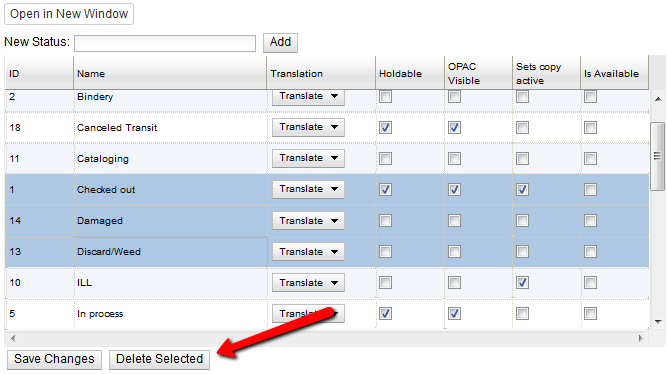 Open in New Window
New Status: Add
ID Name Translation Holdable OPAC Visible Sets copy active Is Available
2 Bindery Translate
18 Canceled Transit Translate
11 Cataloging Translate
1 Checked out Translate
14 Damaged Translate
13 Discard/Weed Translate
10 ILL Translate
5 In process Translate
Save Changes Delete Selected